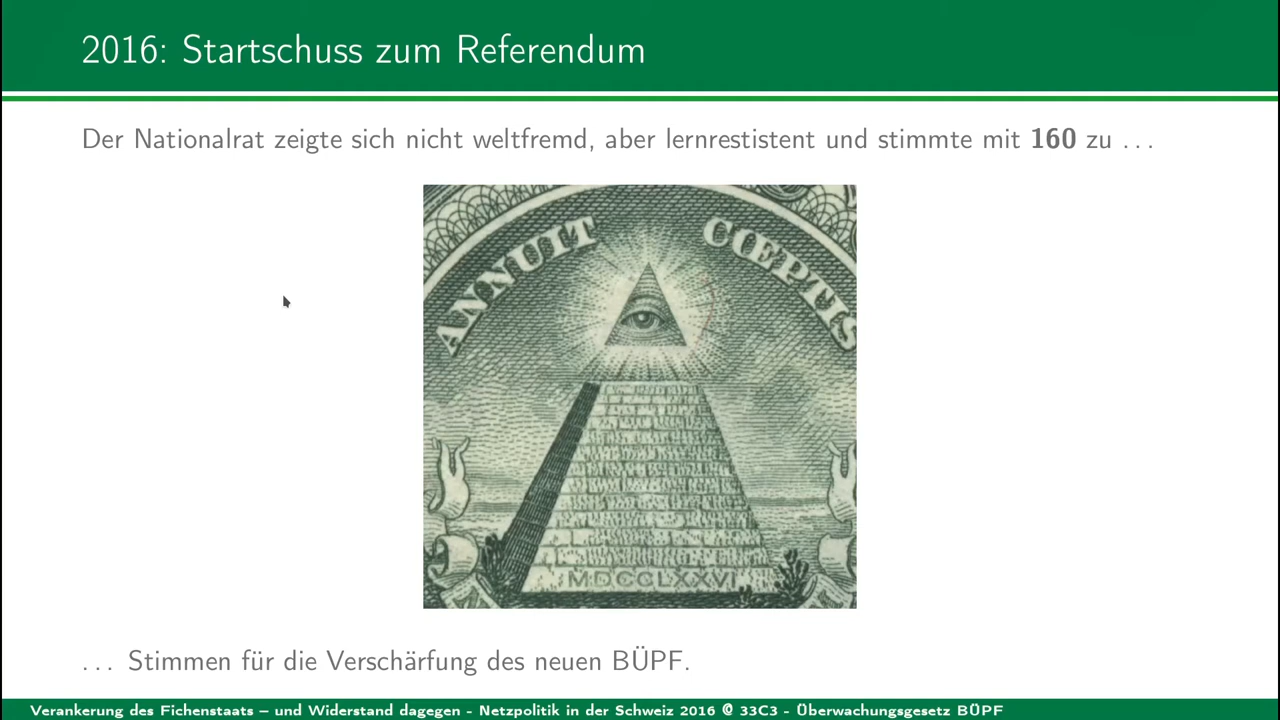 2016: Startschuss zum Referendum
Der Nationalrat zeigte sich nicht weltfremd, aber lernrestistent und stimmte mit 160 zu ...
ANNUIT CŒPTIS
MDCCLXXVI
... Stimmen für die Verschärfung des neuen BÜPF.
Verankerung des Fichenstaats – und Widerstand dagegen - Netzpolitik in der Schweiz 2016 @ 33C3 - Überwachungsgesetz BÜPF